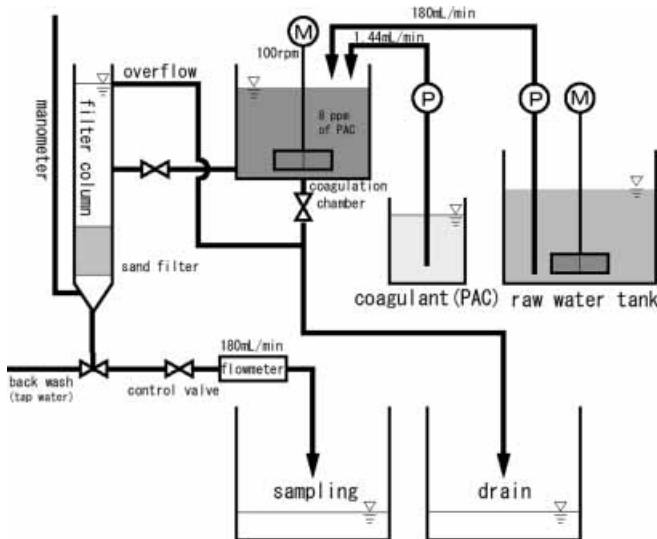 180mL/min
1.44mL/min
M
100rpm
overflow
P
P
M
manometer
filter column
8 ppm
of PAC
coagulation
chamber
sand filter
coagulant(PAC)
raw water tank
180mL/min
flowmeter
back wash
(tap water)
control valve
sampling
drain